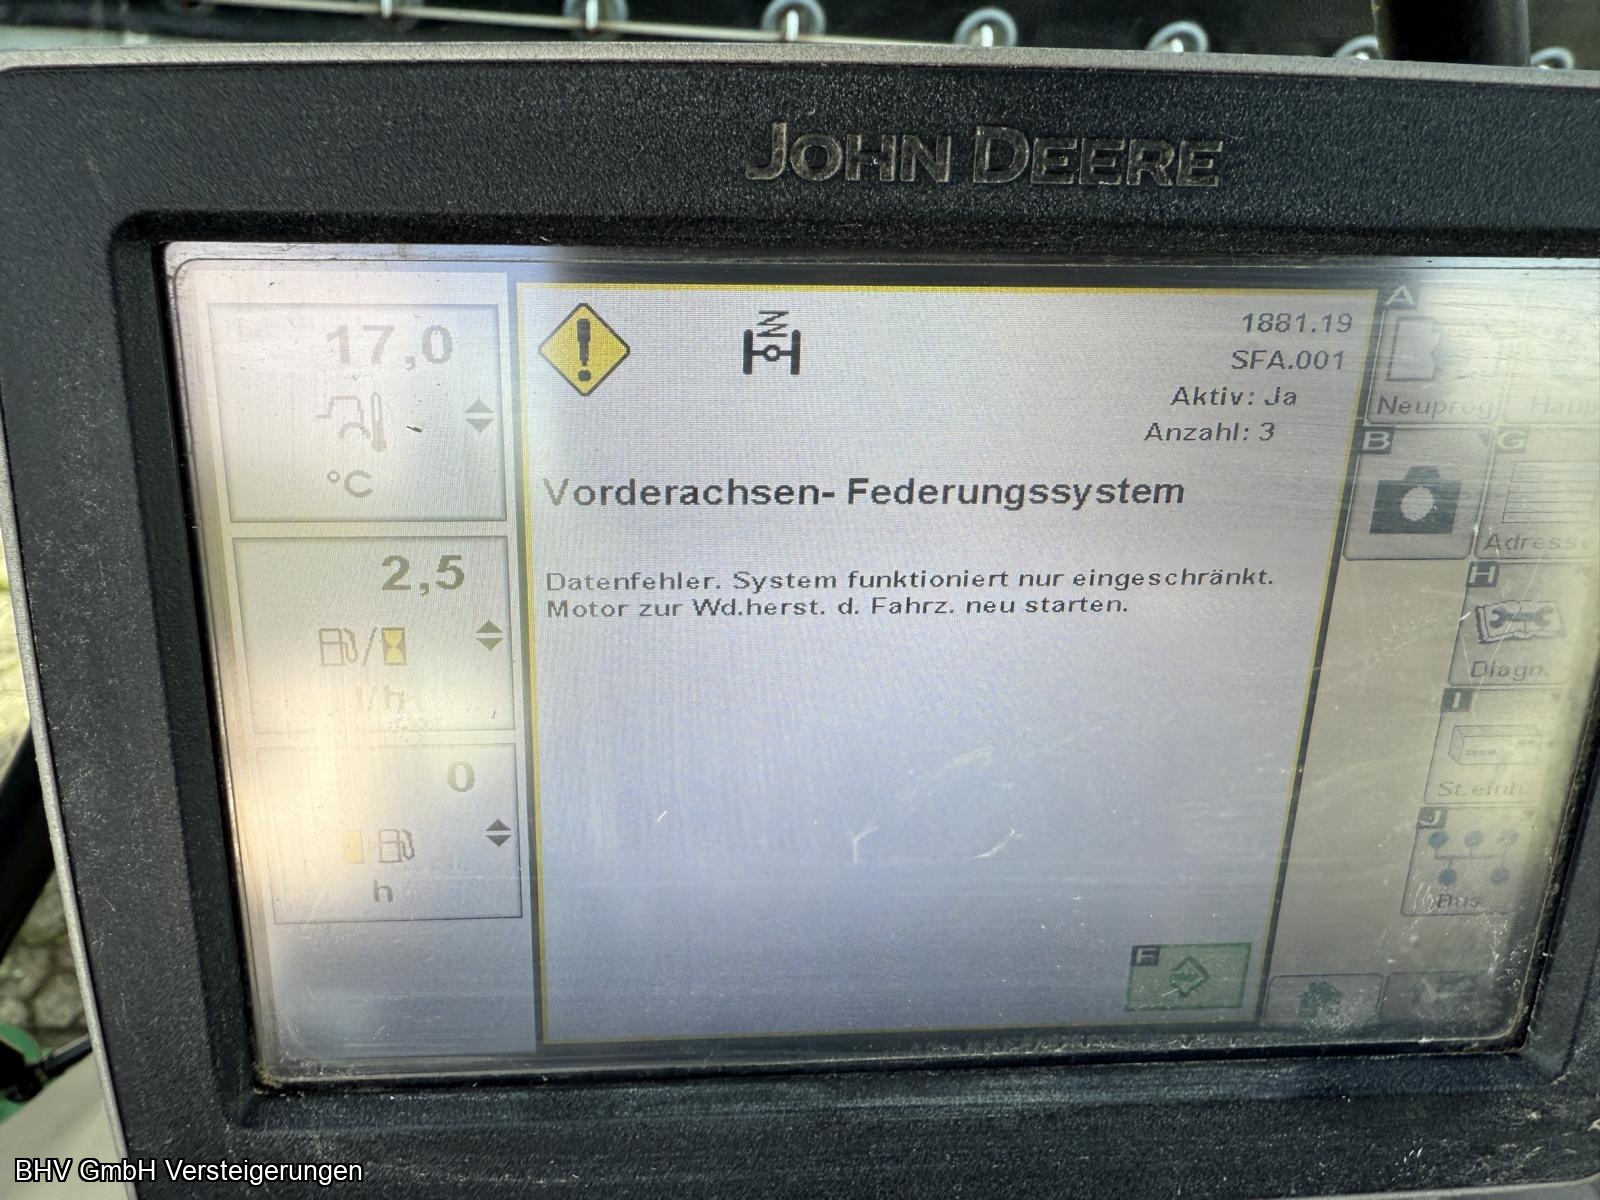 JOHN DEERE
17,0
°C
2,5
l/h
0
h
1881.19
SFA.001
Aktiv: Ja
Anzahl: 3
Vorderachsen- Federungssystem
Datenfehler. System funktioniert nur eingeschränkt.
Motor zur Wd.herst. d. Fahrz. neu starten.
F
A
Neuprog
Haup
B
G
Adresse
H
Diagn.
I
St.einh.
J
Bus
BHV GmbH Versteigerungen